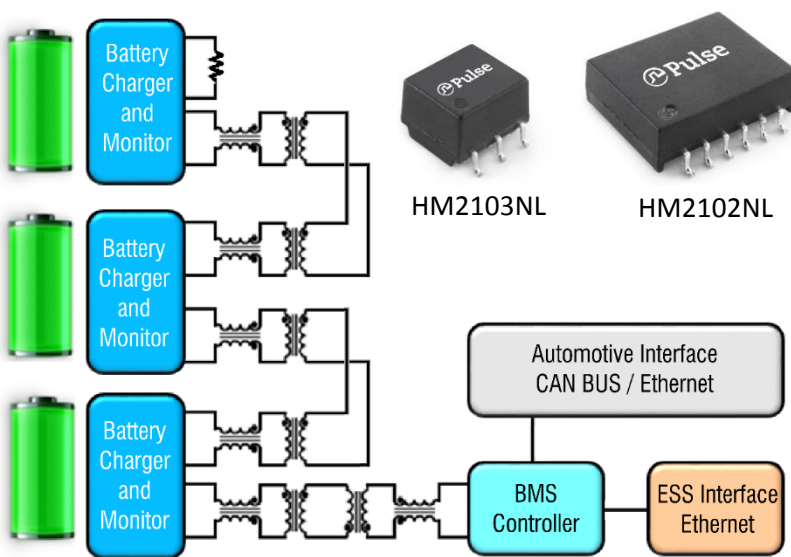 Battery
Charger
and
Monitor
Pulse
Pulse
HM2103NL
HM2102NL
Battery
Charger
and
Monitor
Automotive Interface
CAN BUS / Ethernet
Battery
Charger
and
Monitor
BMS
Controller
ESS Interface
Ethernet